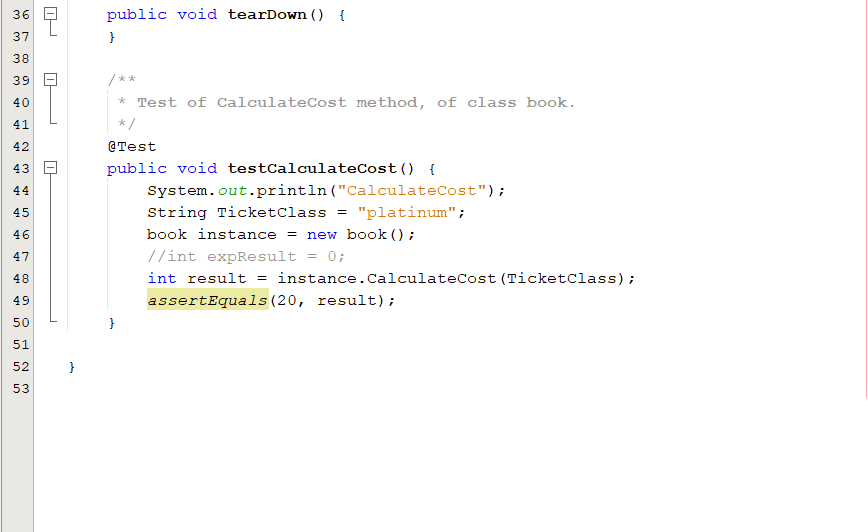 36 public void tearDown() {
37 }
38
39 /**
40 * Test of CalculateCost method, of class book.
41 */
42 @Test
43 public void testCalculateCost() {
44 System.out.println("CalculateCost");
45 String TicketClass = "platinum";
46 book instance = new book();
47 //int expResult = 0;
48 int result = instance.CalculateCost(TicketClass);
49 assertEquals(20, result);
50 }
51
52 }
53